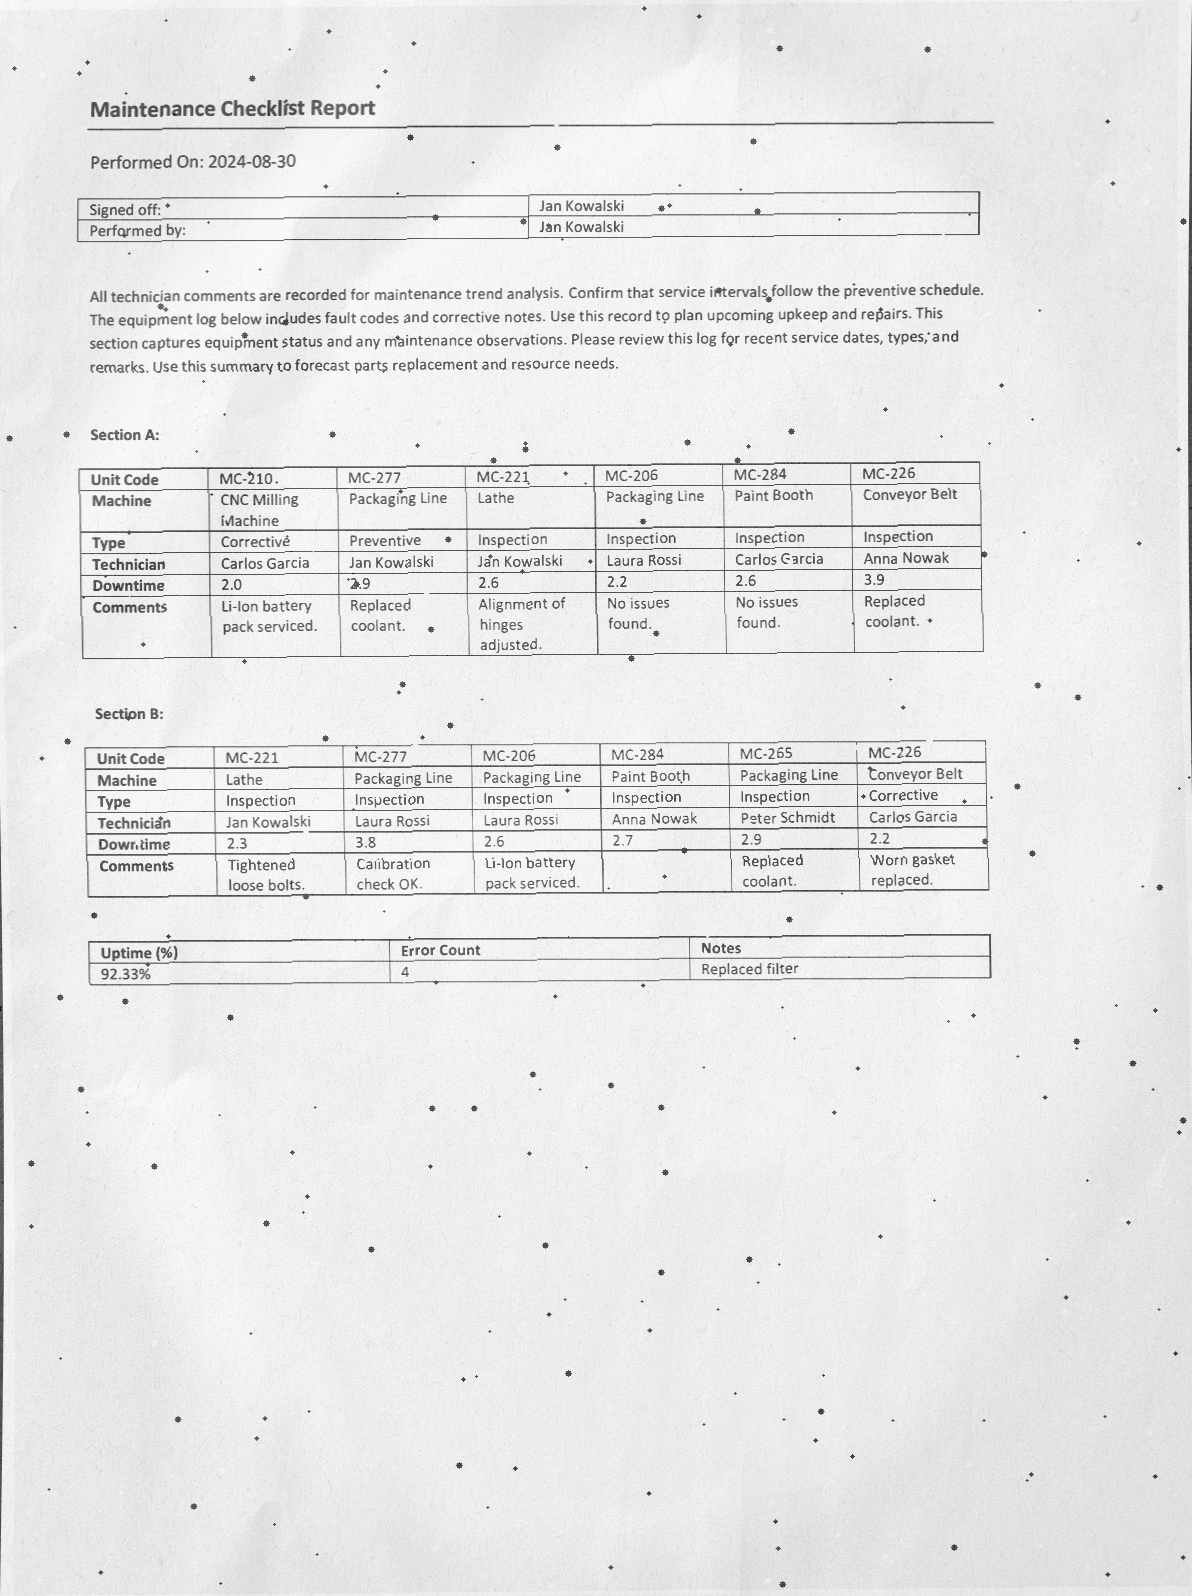 Maintenance Checklist Report
Performed On: 2024-08-30
Signed off: Jan Kowalski
Performed by: Jan Kowalski
All technician comments are recorded for maintenance trend analysis. Confirm that service intervals follow the preventive schedule.
The equipment log below includes fault codes and corrective notes. Use this record to plan upcoming upkeep and repairs. This
section captures equipment status and any maintenance observations. Please review this log for recent service dates, types, and
remarks. Use this summary to forecast parts replacement and resource needs.
Section A:
Unit Code MC-210 MC-277 MC-221 MC-206 MC-284 MC-226
Machine CNC Milling Packaging Line Lathe Packaging Line Paint Booth Conveyor Belt
Machine
Type Corrective Preventive Inspection Inspection Inspection Inspection
Technician Carlos Garcia Jan Kowalski Jan Kowalski Laura Rossi Carlos Garcia Anna Nowak
Downtime 2.0 2.9 2.6 2.2 2.6 3.9
Comments Li-Ion battery Replaced Alignment of No issues No issues Replaced
pack serviced. coolant. hinges found. found. coolant.
adjusted.
Section B:
Unit Code MC-221 MC-277 MC-206 MC-284 MC-265 MC-226
Machine Lathe Packaging Line Packaging Line Paint Booth Packaging Line Conveyor Belt
Type Inspection Inspection Inspection Inspection Inspection Corrective
Technician Jan Kowalski Laura Rossi Laura Rossi Anna Nowak Peter Schmidt Carlos Garcia
Downtime 2.3 3.8 2.6 2.7 2.9 2.2
Comments Tightened Calibration Li-Ion battery Replaced Worn gasket
loose bolts. check OK. pack serviced. coolant. replaced.
Uptime (%) Error Count Notes
92.33% 4 Replaced filter